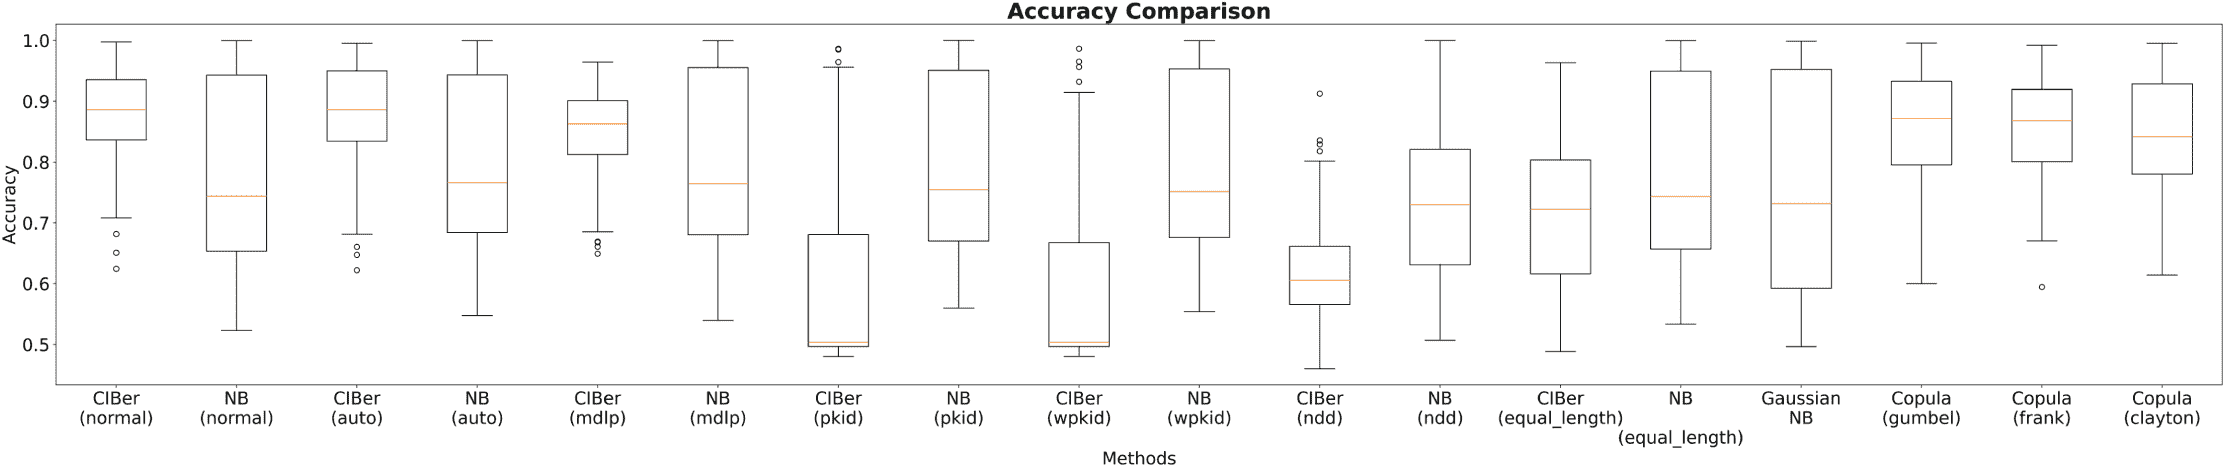 Accuracy Comparison
Accuracy
1.0
0.9
0.8
0.7
0.6
0.5
CIBer
(normal)
NB
(normal)
CIBer
(auto)
NB
(auto)
CIBer
(mdlp)
NB
(mdlp)
CIBer
(pkid)
NB
(pkid)
CIBer
(wpkid)
NB
(wpkid)
CIBer
(ndd)
NB
(ndd)
CIBer
(equal_length)
NB
(equal_length)
Gaussian
NB
Copula
(gumbel)
Copula
(frank)
Copula
(clayton)
Methods